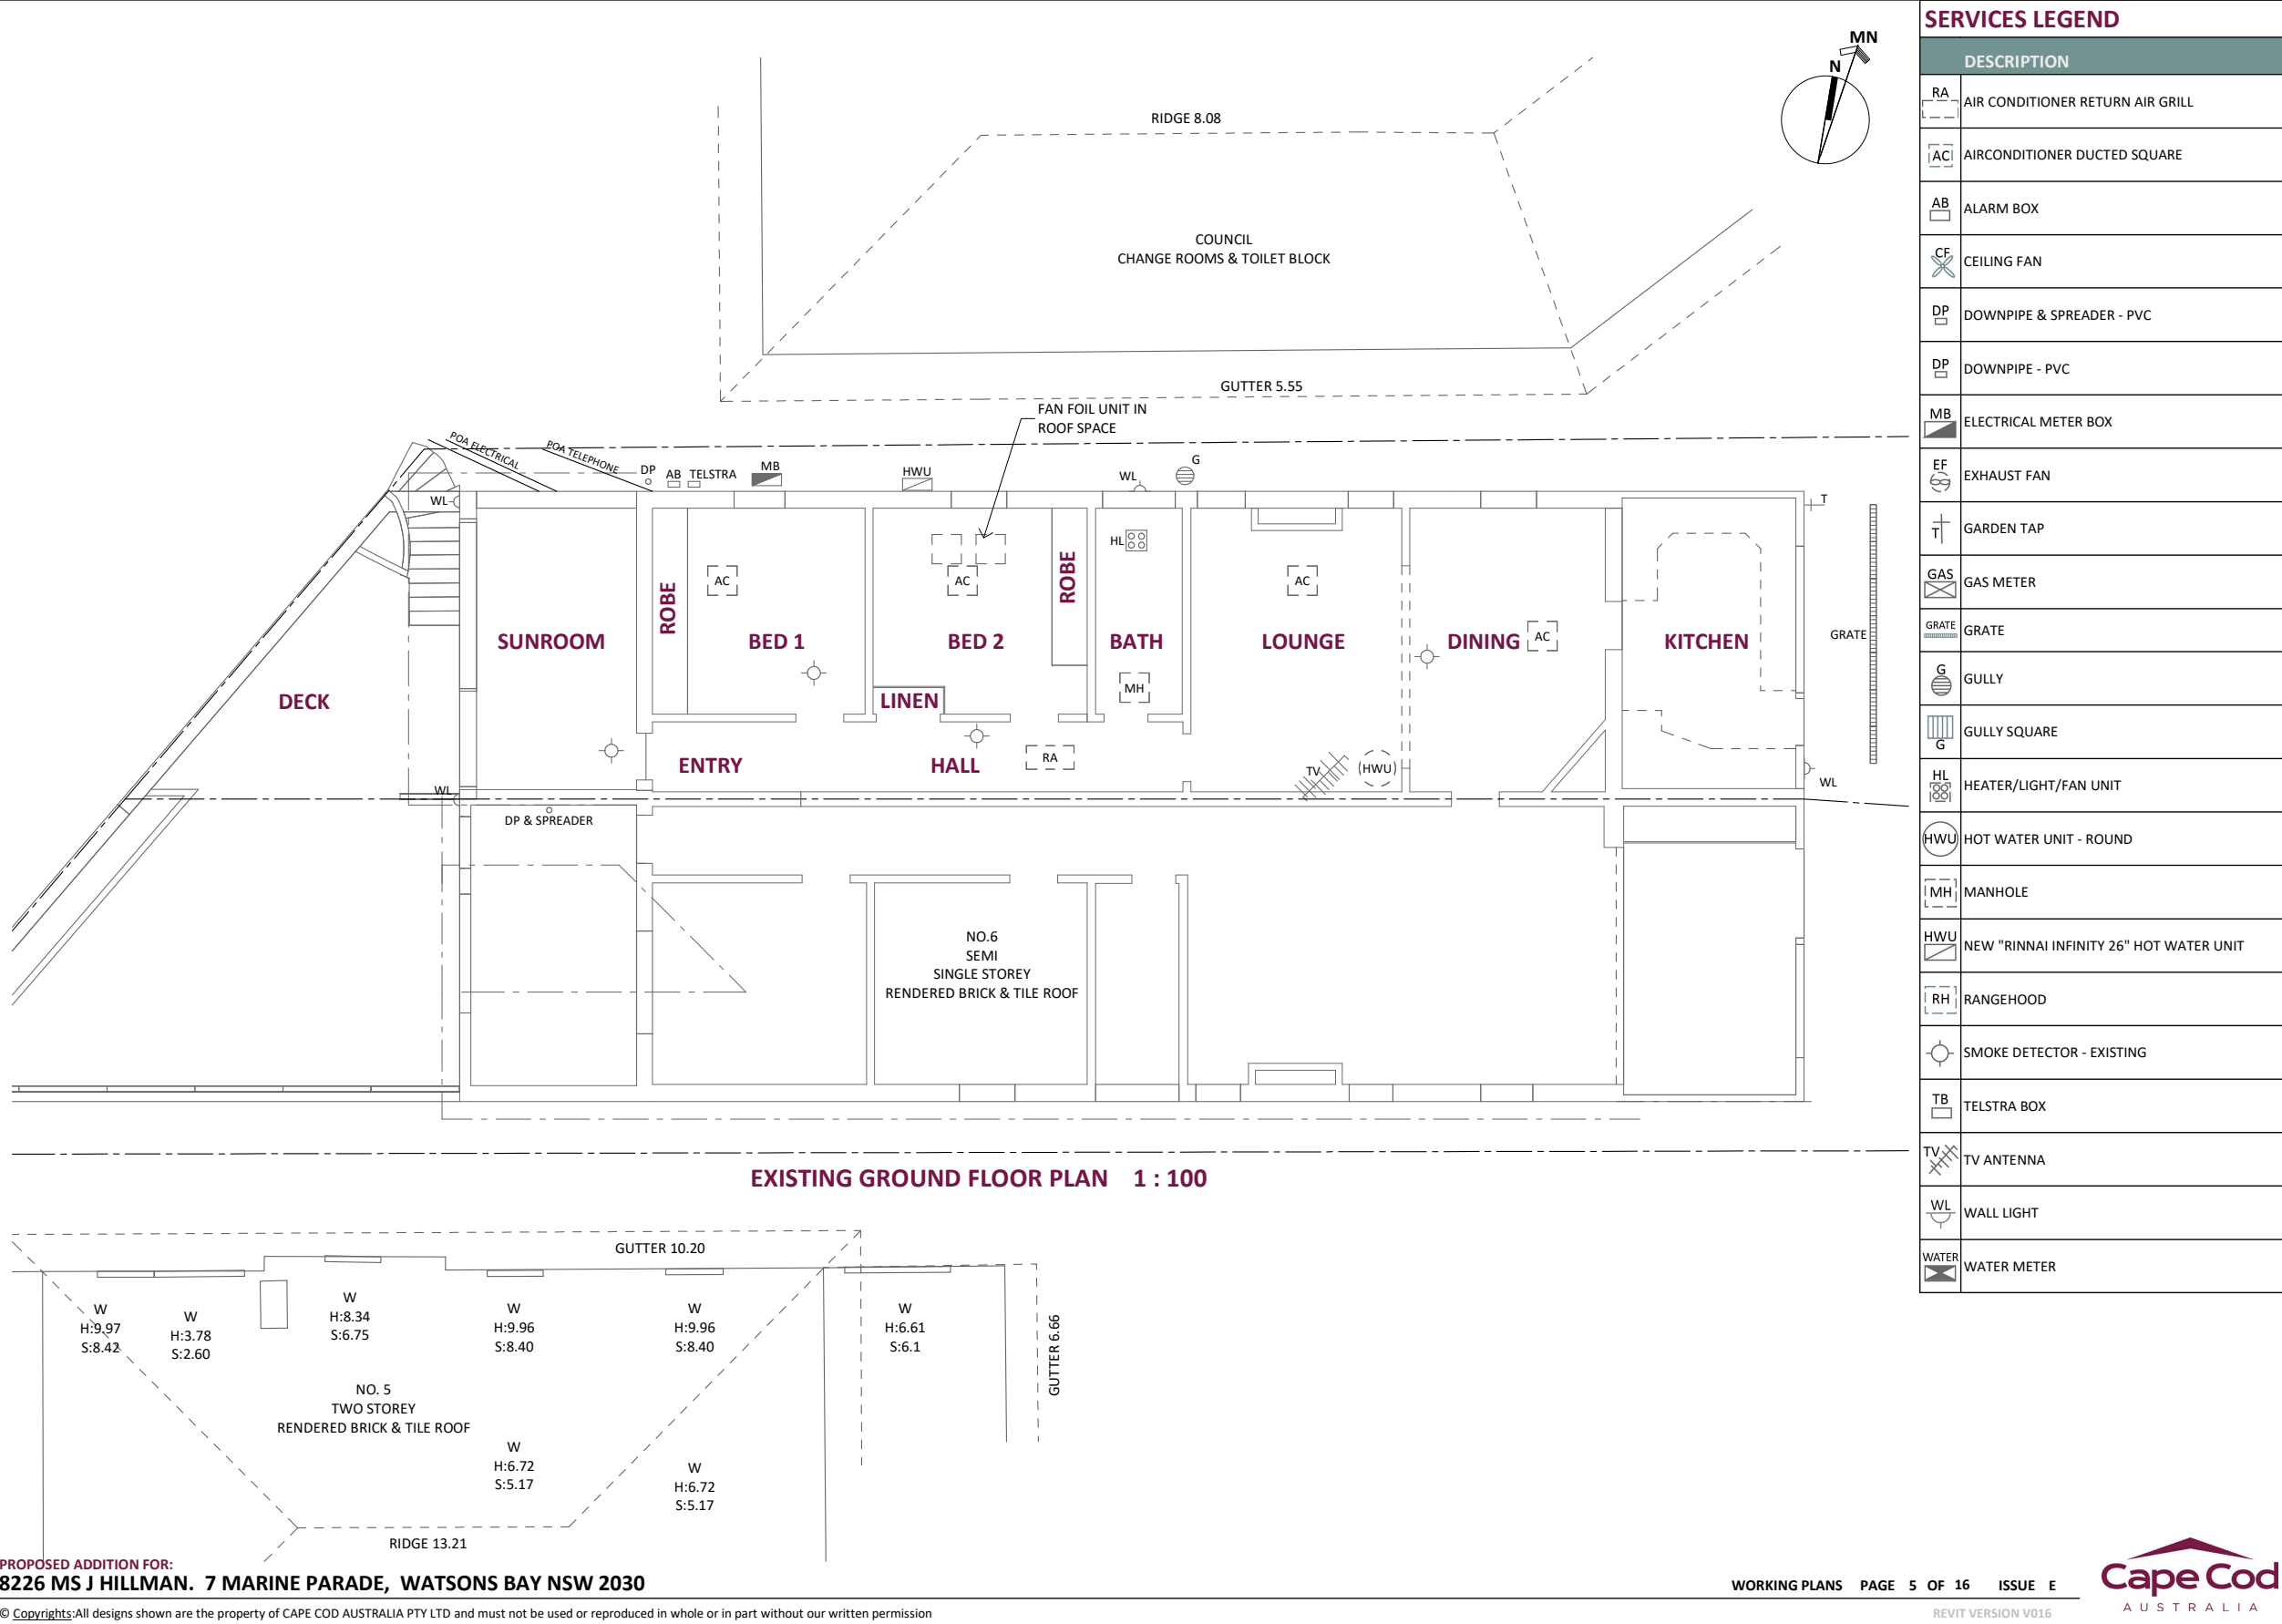 SERVICES LEGEND
DESCRIPTION
RA AIR CONDITIONER RETURN AIR GRILL
AC AIRCONDITIONER DUCTED SQUARE
AB ALARM BOX
CF CEILING FAN
DP DOWNPIPE & SPREADER - PVC
DP DOWNPIPE - PVC
MB ELECTRICAL METER BOX
EF EXHAUST FAN
T GARDEN TAP
GAS GAS METER
GRATE GRATE
G GULLY
G GULLY SQUARE
HL HEATER/LIGHT/FAN UNIT
HWU HOT WATER UNIT - ROUND
MH MANHOLE
HWU NEW "RINNAI INFINITY 26" HOT WATER UNIT
RH RANGEHOOD
SMOKE DETECTOR - EXISTING
TB TELSTRA BOX
TV TV ANTENNA
WL WALL LIGHT
WATER WATER METER
MN
N
RIDGE 8.08
COUNCIL
CHANGE ROOMS & TOILET BLOCK
GUTTER 5.55
FAN FOIL UNIT IN
ROOF SPACE
POA ELECTRICAL
POA TELEPHONE
DP
AB
TELSTRA
MB
HWU
WL
G
WL
T
HL
AC
AC
AC
ROBE
ROBE
SUNROOM
BED 1
BED 2
BATH
LOUNGE
DINING
AC
KITCHEN
GRATE
MH
DECK
LINEN
ENTRY
HALL
RA
TV
HWU
WL
WL
DP & SPREADER
NO.6
SEMI
SINGLE STOREY
RENDERED BRICK & TILE ROOF
EXISTING GROUND FLOOR PLAN 1 : 100
GUTTER 10.20
W
H:9.97
S:8.42
W
H:3.78
S:2.60
W
H:8.34
S:6.75
W
H:9.96
S:8.40
W
H:9.96
S:8.40
W
H:6.61
S:6.1
GUTTER 6.66
NO. 5
TWO STOREY
RENDERED BRICK & TILE ROOF
W
H:6.72
S:5.17
W
H:6.72
S:5.17
RIDGE 13.21
PROPOSED ADDITION FOR:
8226 MS J HILLMAN. 7 MARINE PARADE, WATSONS BAY NSW 2030
WORKING PLANS PAGE 5 OF 16 ISSUE E
© Copyrights:All designs shown are the property of CAPE COD AUSTRALIA PTY LTD and must not be used or reproduced in whole or in part without our written permission
REVIT VERSION V016
Cape Cod
AUSTRALIA